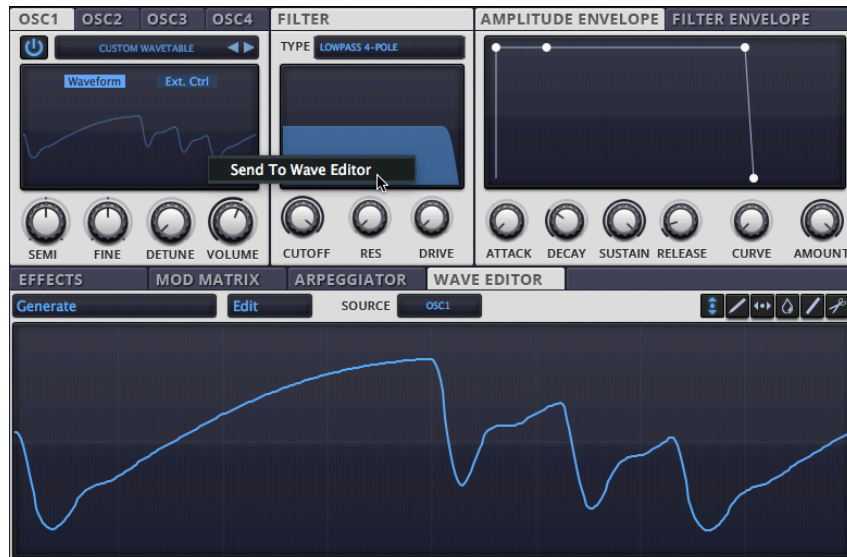 OSC1 OSC2 OSC3 OSC4 FILTER AMPLITUDE ENVELOPE FILTER ENVELOPE
CUSTOM WAVETABLE TYPE LOWPASS 4-POLE
Waveform Ext. Ctrl
Send To Wave Editor
SEMI FINE DETUNE VOLUME CUTOFF RES DRIVE ATTACK DECAY SUSTAIN RELEASE CURVE AMOUNT
EFFECTS MOD MATRIX ARPEGGIATOR WAVE EDITOR
Generate Edit SOURCE OSC1